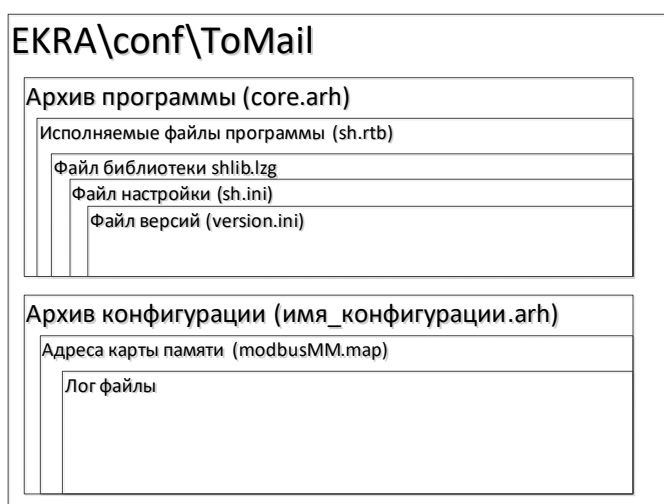 EKRA\conf\ToMail
Архив программы (core.arh)
Исполняемые файлы программы (sh.rtb)
Файл библиотеки shlib.lzg
Файл настройки (sh.ini)
Файл версий (version.ini)
Архив конфигурации (имя_конфигурации.arh)
Адреса карты памяти (modbusMM.map)
Лог файлы